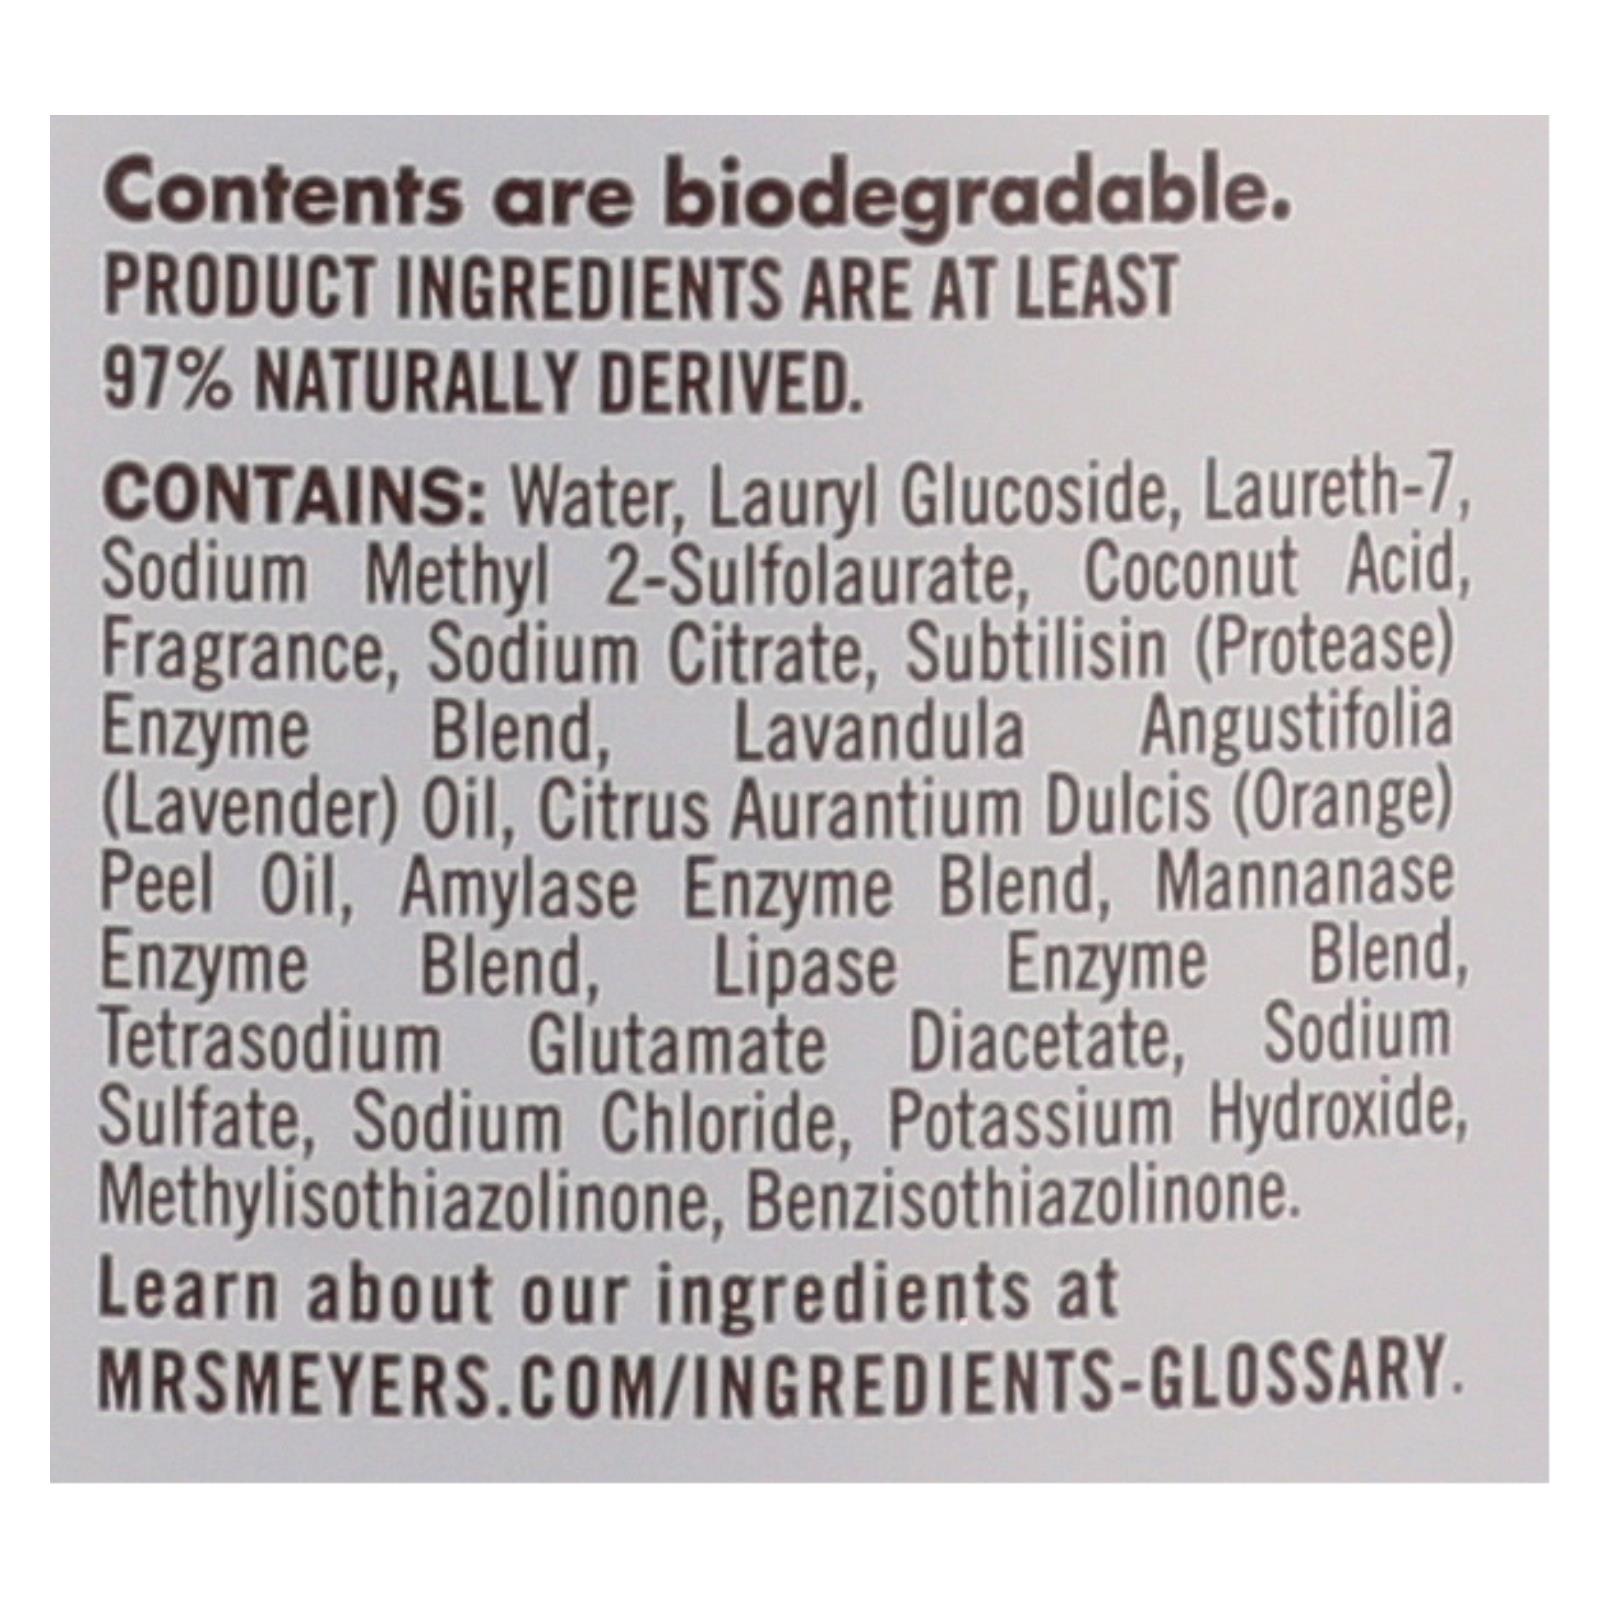 Contents are biodegradable.
PRODUCT INGREDIENTS ARE AT LEAST
97% NATURALLY DERIVED.
CONTAINS: Water, Lauryl Glucoside, Laureth-7,
Sodium Methyl 2-Sulfolaurate, Coconut Acid,
Fragrance, Sodium Citrate, Subtilisin (Protease)
Enzyme Blend, Lavandula Angustifolia
(Lavender) Oil, Citrus Aurantium Dulcis (Orange)
Peel Oil, Amylase Enzyme Blend, Mannanase
Enzyme Blend, Lipase Enzyme Blend,
Tetrasodium Glutamate Diacetate, Sodium
Sulfate, Sodium Chloride, Potassium Hydroxide,
Methylisothiazolinone, Benzisothiazolinone.
Learn about our ingredients at
MRSMEYERS.COM/INGREDIENTS-GLOSSARY.